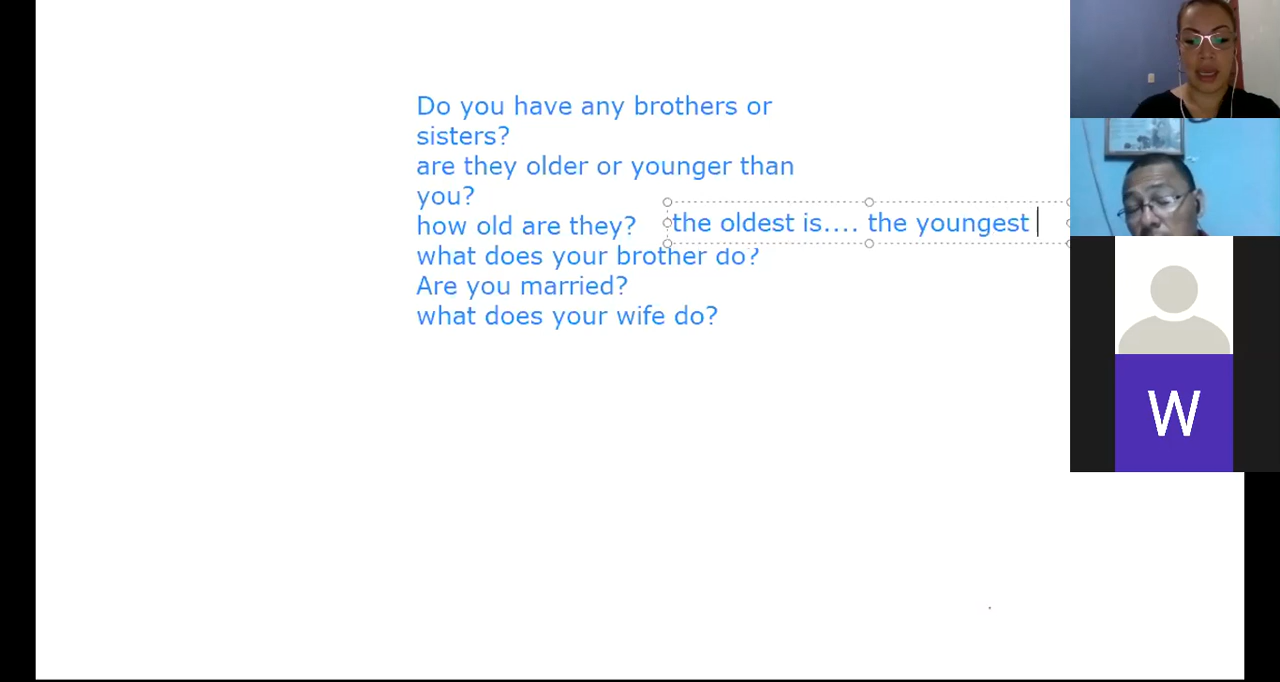 Do you have any brothers or
sisters?
are they older or younger than
you?
how old are they?
the oldest is.... the youngest
what does your brother do?
Are you married?
what does your wife do?
W